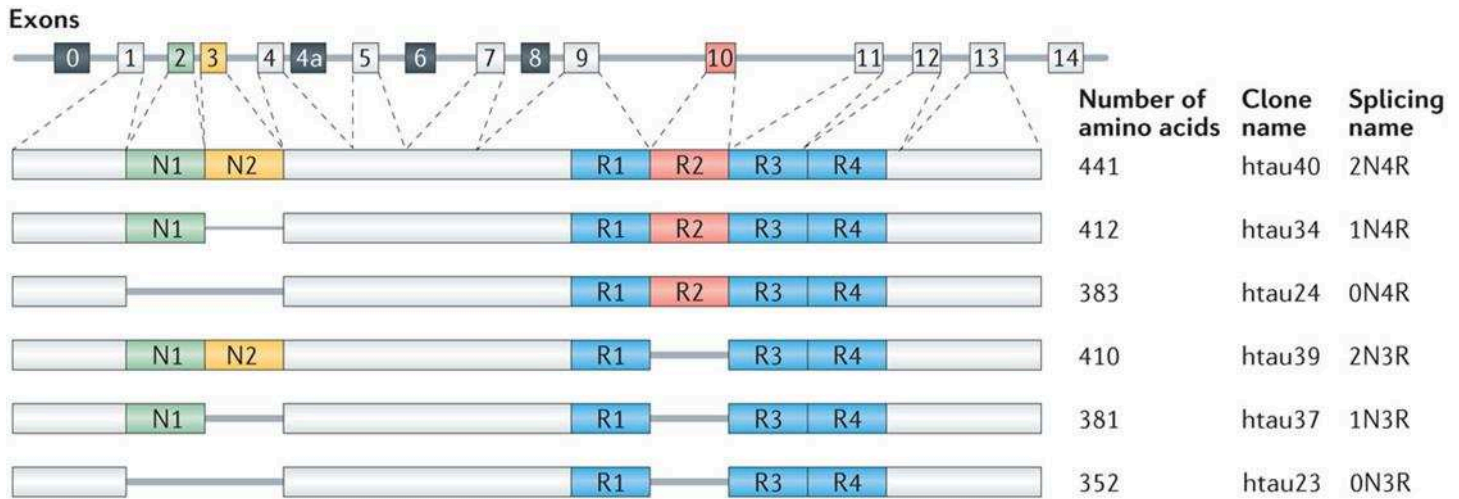 Exons
0 1 2 3 4 4a 5 6 7 8 9 10 11 12 13 14
Number of amino acids Clone name Splicing name
N1 N2 R1 R2 R3 R4 441 htau40 2N4R
N1 R1 R2 R3 R4 412 htau34 1N4R
R1 R2 R3 R4 383 htau24 0N4R
N1 N2 R1 R3 R4 410 htau39 2N3R
N1 R1 R3 R4 381 htau37 1N3R
R1 R3 R4 352 htau23 0N3R